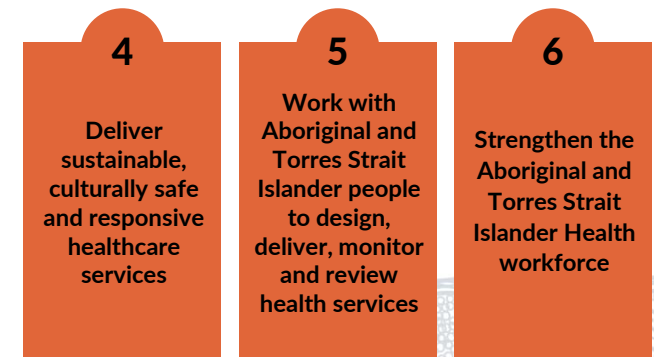 4
Deliver
sustainable,
culturally safe
and responsive
healthcare
services
5
Work with
Aboriginal and
Torres Strait
Islander people
to design,
deliver, monitor
and review
health services
6
Strengthen the
Aboriginal and
Torres Strait
Islander Health
workforce